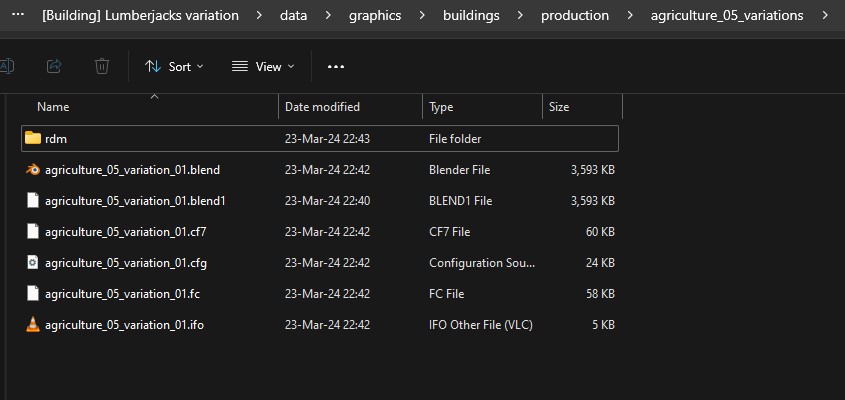 ... [Building] Lumberjacks variation > data > graphics > buildings > production > agriculture_05_variations >
Sort View ...
Name Date modified Type Size
rdm 23-Mar-24 22:43 File folder
agriculture_05_variation_01.blend 23-Mar-24 22:42 Blender File 3,593 KB
agriculture_05_variation_01.blend1 23-Mar-24 22:40 BLEND1 File 3,593 KB
agriculture_05_variation_01.cf7 23-Mar-24 22:42 CF7 File 60 KB
agriculture_05_variation_01.cfg 23-Mar-24 22:42 Configuration Sou... 24 KB
agriculture_05_variation_01.fc 23-Mar-24 22:42 FC File 58 KB
agriculture_05_variation_01.ifo 23-Mar-24 22:42 IFO Other File (VLC) 5 KB